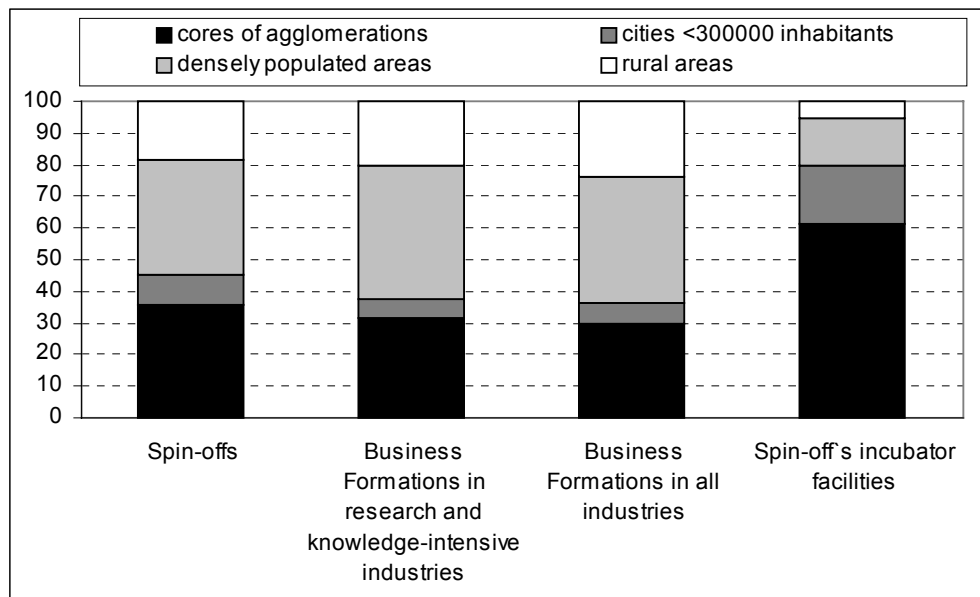 cores of agglomerations
cities <300000 inhabitants
densely populated areas
rural areas
100
90
80
70
60
50
40
30
20
10
0
Spin-offs
Business
Formations in
research and
knowledge-intensive
industries
Business
Formations in all
industries
Spin-off`s incubator
facilities